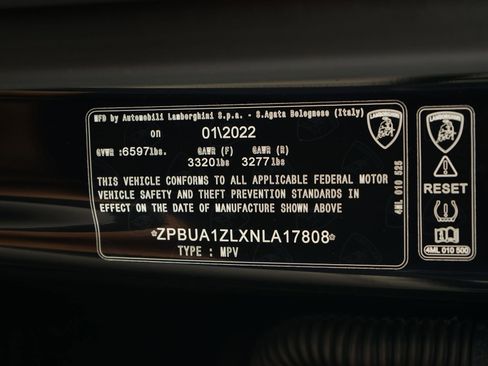 MFD by Automobili Lamborghini S.p.a. - S.Agata Bolognese (Italy)
on 01\2022
GVWR :6597lbs. GAWR (F) GAWR (R)
3320lbs 3277lbs
THIS VEHICLE CONFORMS TO ALL APPLICABLE FEDERAL MOTOR
VEHICLE SAFETY AND THEFT PREVENTION STANDARDS IN
EFFECT ON THE DATE OF MANUFACTURE SHOWN ABOVE
*ZPBUA1ZLXNLA17808*
TYPE : MPV
LAMBORGHINI
4ML 010 525
LAMBORGHINI
RESET
4ML 010 500